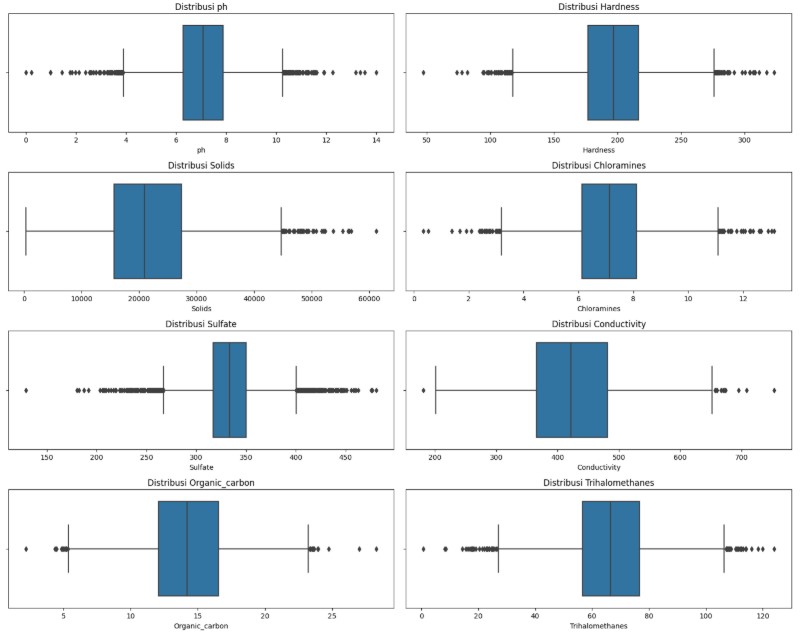 Distribusi ph
0 2 4 6 8 10 12 14
ph
Distribusi Hardness
50 100 150 200 250 300
Hardness
Distribusi Solids
0 10000 20000 30000 40000 50000 60000
Solids
Distribusi Chloramines
0 2 4 6 8 10 12
Chloramines
Distribusi Sulfate
150 200 250 300 350 400 450
Sulfate
Distribusi Conductivity
200 300 400 500 600 700
Conductivity
Distribusi Organic_carbon
5 10 15 20 25
Organic_carbon
Distribusi Trihalomethanes
0 20 40 60 80 100 120
Trihalomethanes